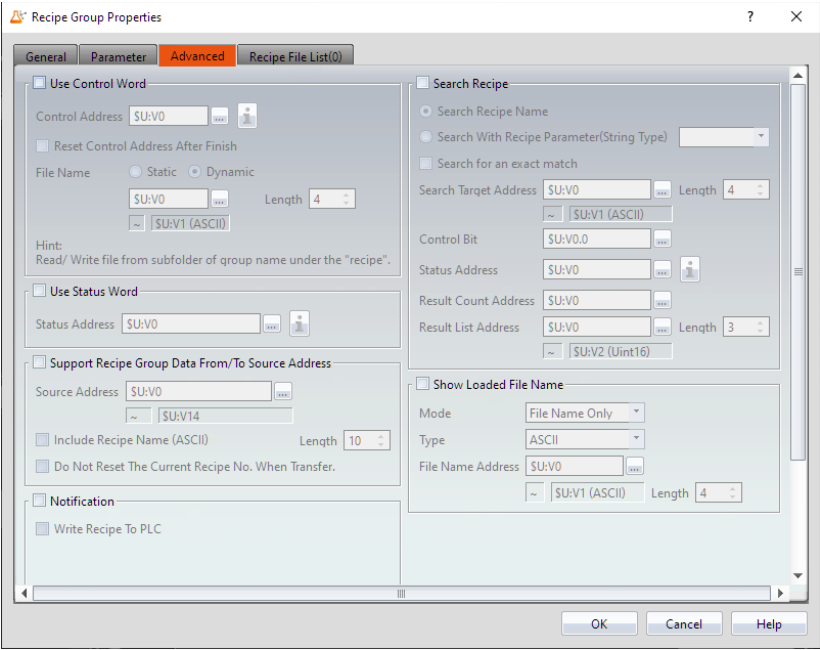 Recipe Group Properties
?
General
Parameter
Advanced
Recipe File List(0)
Use Control Word
Control Address $U:V0 ...
Reset Control Address After Finish
File Name Static Dynamic
$U:V0 ... Length 4
~ $U:V1 (ASCII)
Hint:
Read/ Write file from subfolder of group name under the "recipe".
Use Status Word
Status Address $U:V0 ...
Support Recipe Group Data From/To Source Address
Source Address $U:V0 ...
~ $U:V14
Include Recipe Name (ASCII) Length 10
Do Not Reset The Current Recipe No. When Transfer.
Notification
Write Recipe To PLC
Search Recipe
Search Recipe Name
Search With Recipe Parameter(String Type)
Search for an exact match
Search Target Address $U:V0 ... Length 4
~ $U:V1 (ASCII)
Control Bit $U:V0.0 ...
Status Address $U:V0 ...
Result Count Address $U:V0 ...
Result List Address $U:V0 ... Length 3
~ $U:V2 (Uint16)
Show Loaded File Name
Mode File Name Only
Type ASCII
File Name Address $U:V0 ...
~ $U:V1 (ASCII) Length 4
OK
Cancel
Help